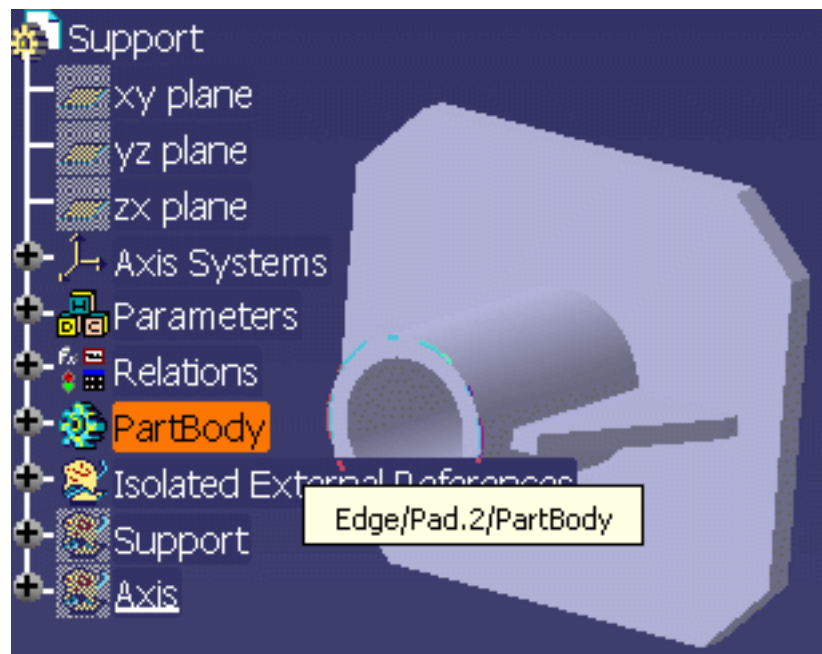 Support
xy plane
yz plane
zx plane
Axis Systems
Parameters
Relations
PartBody
Isolated External References
Edge/Pad.2/PartBody
Support
Axis